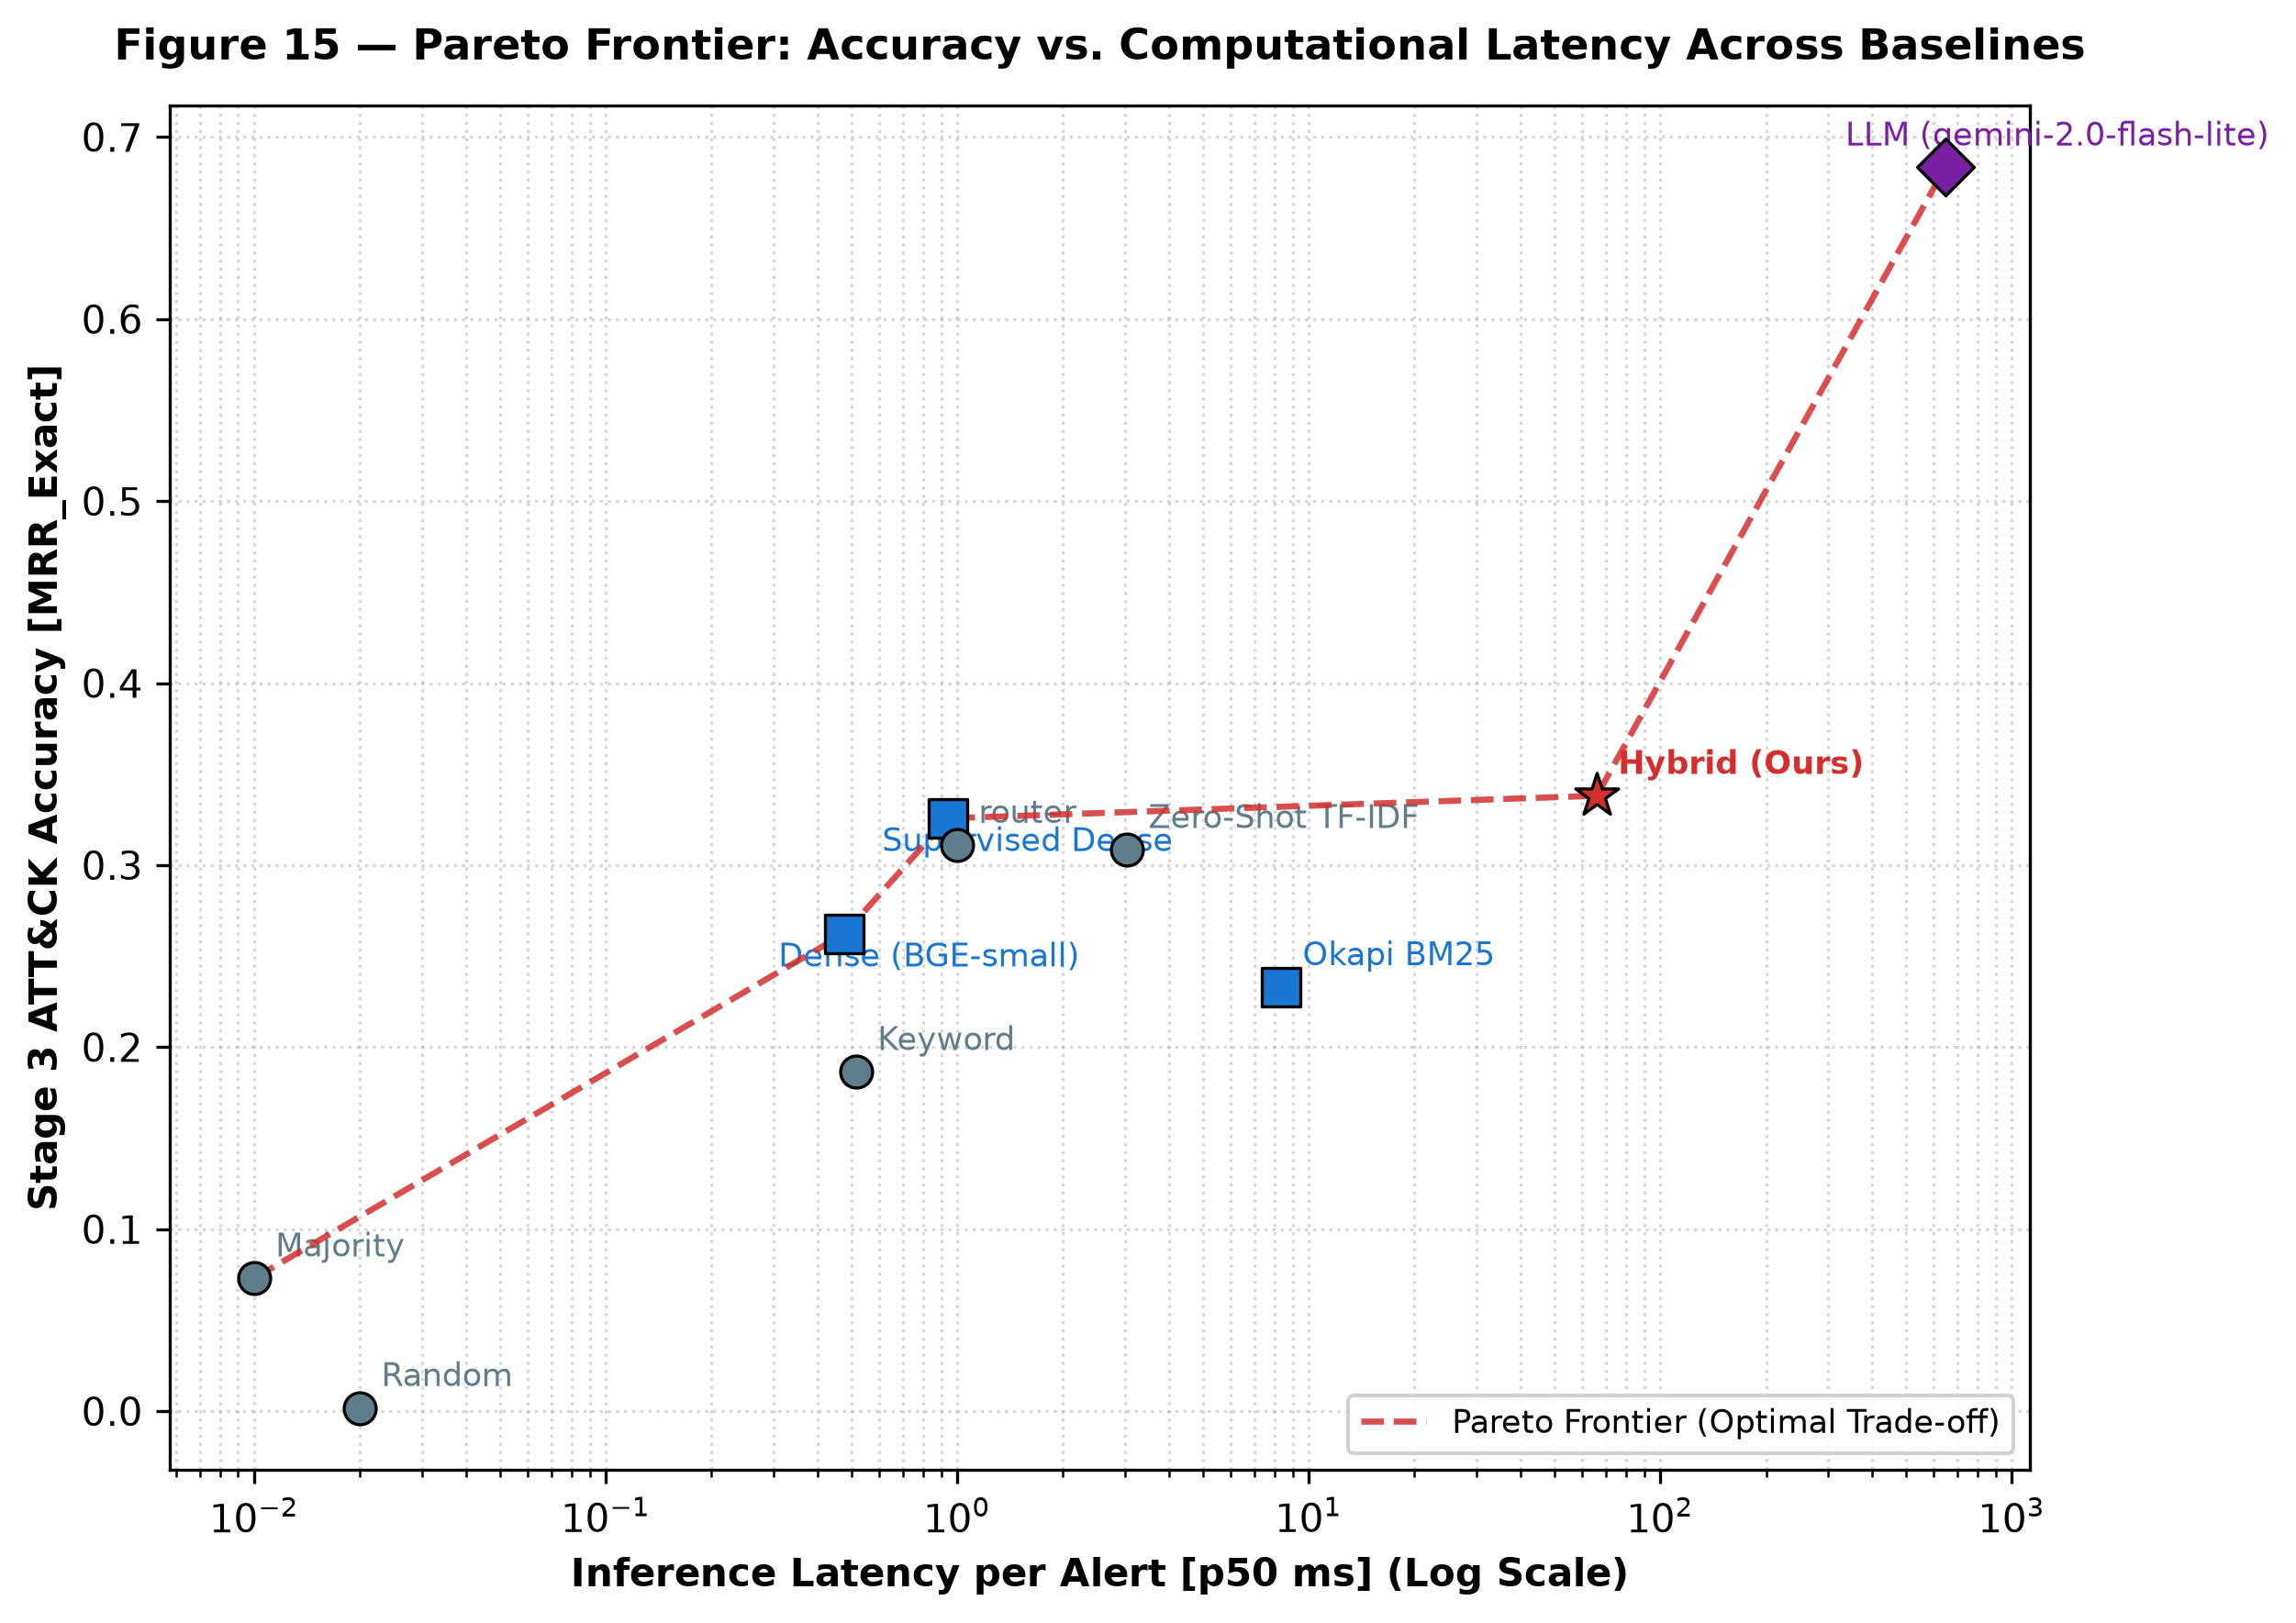 Figure 15 — Pareto Frontier: Accuracy vs. Computational Latency Across Baselines
Stage 3 ATT&CK Accuracy [MRR_Exact]
0.7
0.6
0.5
0.4
0.3
0.2
0.1
0.0
LLM (gemini-2.0-flash-lite)
Hybrid (Ours)
router
Zero-Shot TF-IDF
Supervised Dense
Dense (BGE-small)
Okapi BM25
Keyword
Majority
Random
Pareto Frontier (Optimal Trade-off)
10⁻² 10⁻¹ 10⁰ 10¹ 10² 10³
Inference Latency per Alert [p50 ms] (Log Scale)